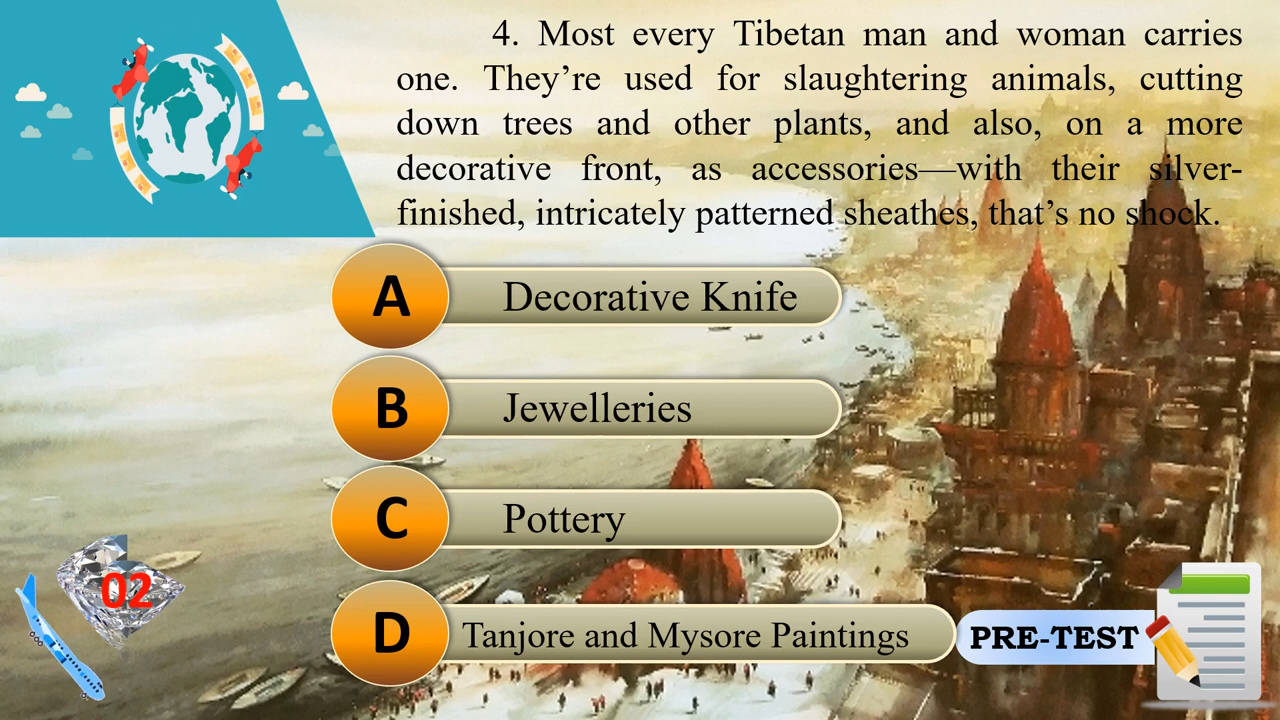 4. Most every Tibetan man and woman carries
one. They’re used for slaughtering animals, cutting
down trees and other plants, and also, on a more
decorative front, as accessories—with their silver-
finished, intricately patterned sheathes, that’s no shock.
A Decorative Knife
B Jewelleries
C Pottery
D Tanjore and Mysore Paintings
02
PRE-TEST